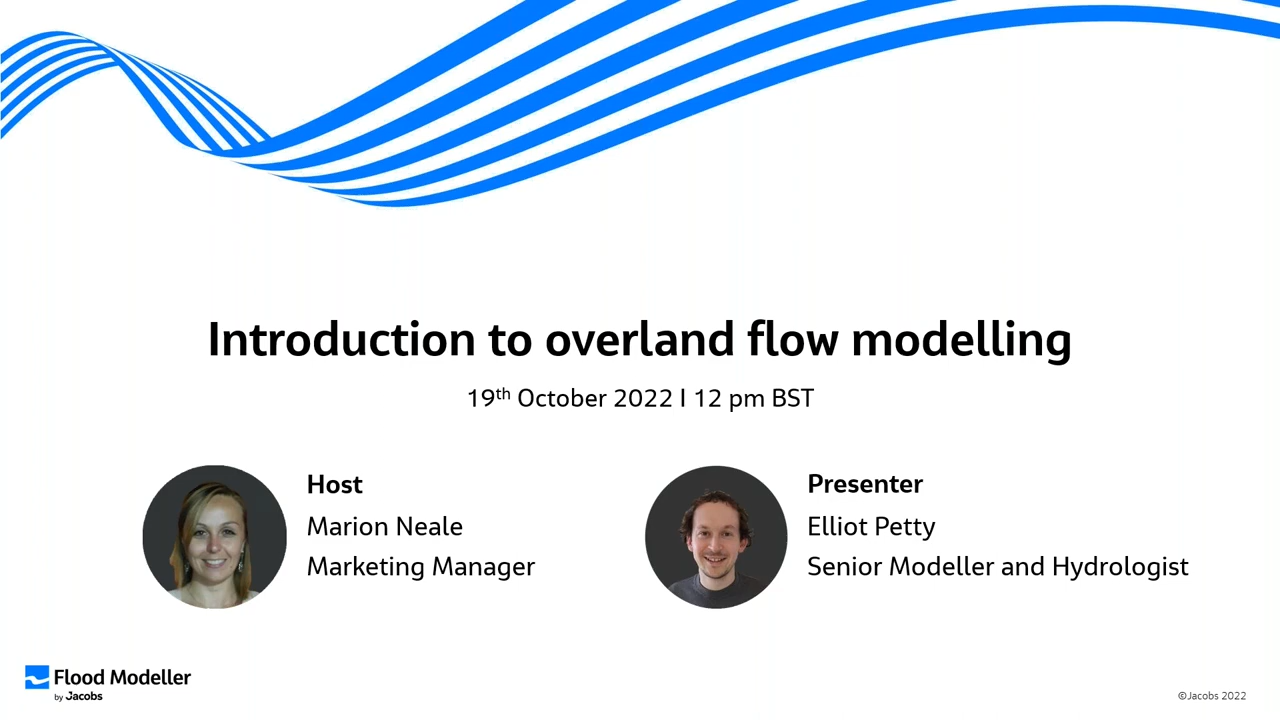 Introduction to overland flow modelling
19th October 2022 I 12 pm BST
Host
Marion Neale
Marketing Manager
Presenter
Elliot Petty
Senior Modeller and Hydrologist
Flood Modeller
by Jacobs
©Jacobs 2022